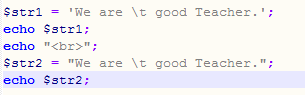 $str1 = 'We are \t good Teacher.';
echo $str1;
echo "<br>";
$str2 = "We are \t good Teacher.";
echo $str2;